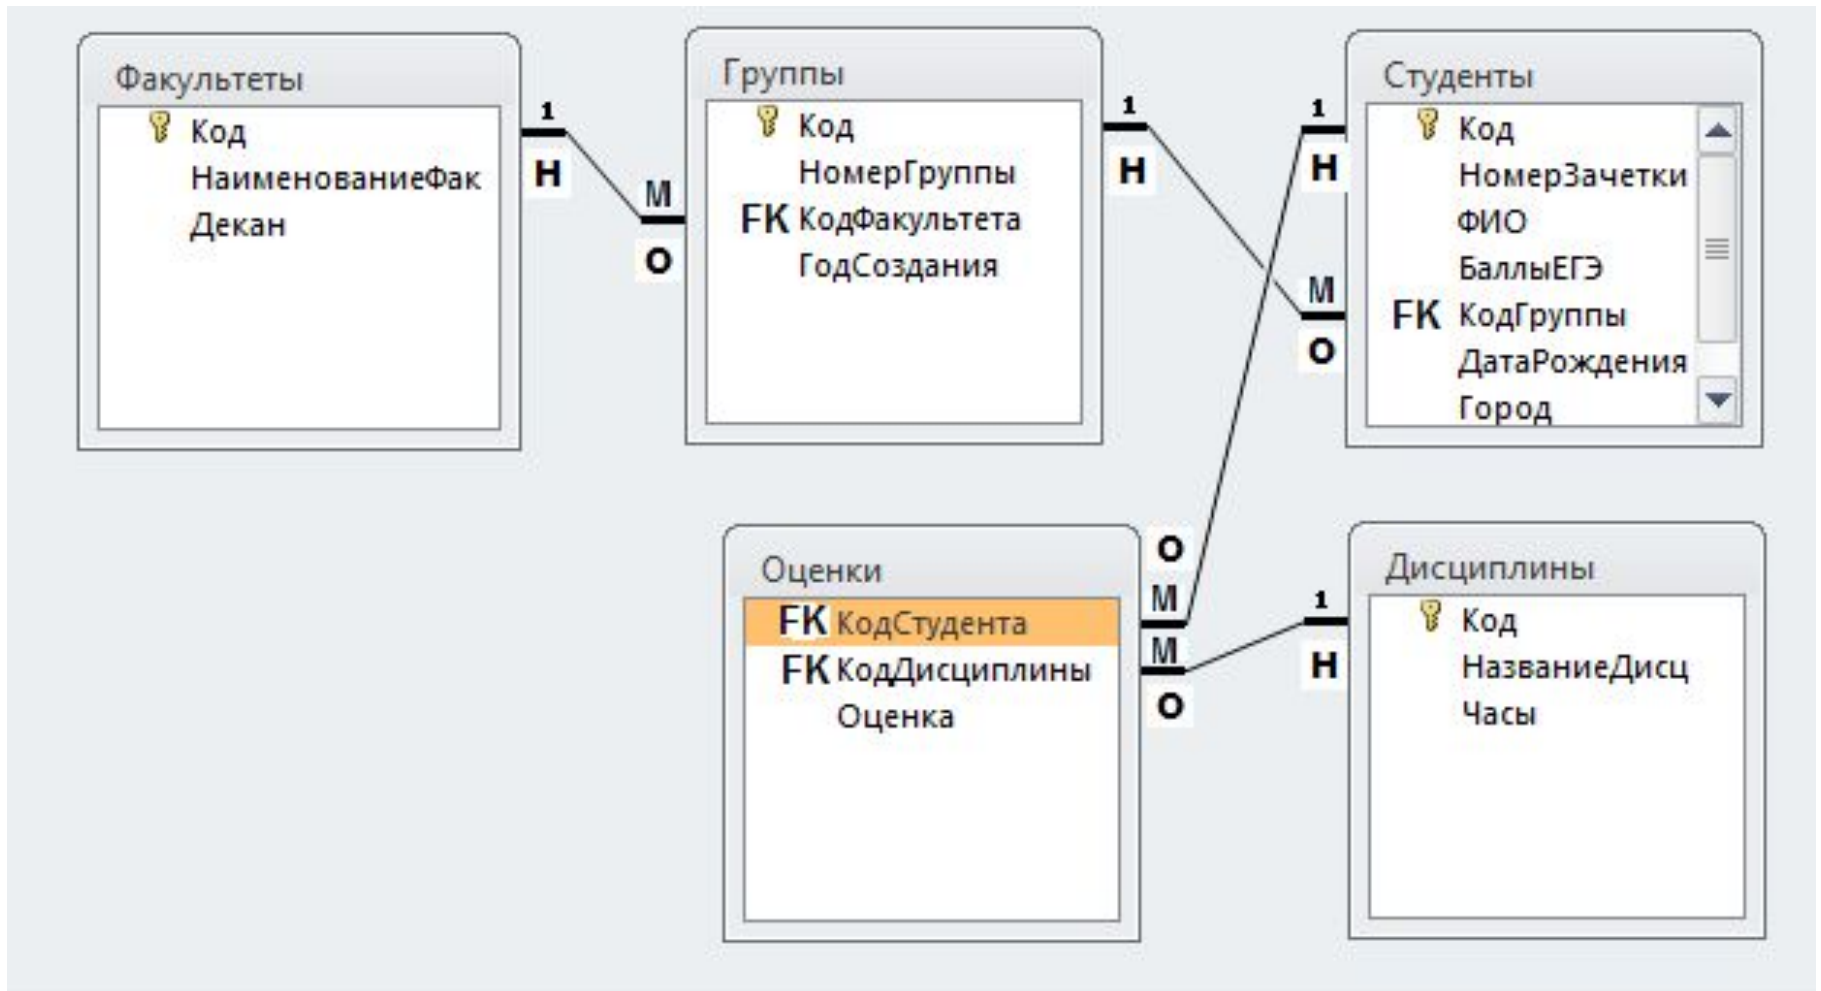 Факультеты
Код
НаименованиеФак
Декан
1
Н
М
О
Группы
Код
НомерГруппы
FK КодФакультета
ГодСоздания
1
Н
М
О
1
Н
Студенты
Код
НомерЗачетки
ФИО
БаллыЕГЭ
FK КодГруппы
ДатаРождения
Город
Оценки
FK КодСтудента
FK КодДисциплины
Оценка
О
М
М
О
1
Н
Дисциплины
Код
НазваниеДисц
Часы